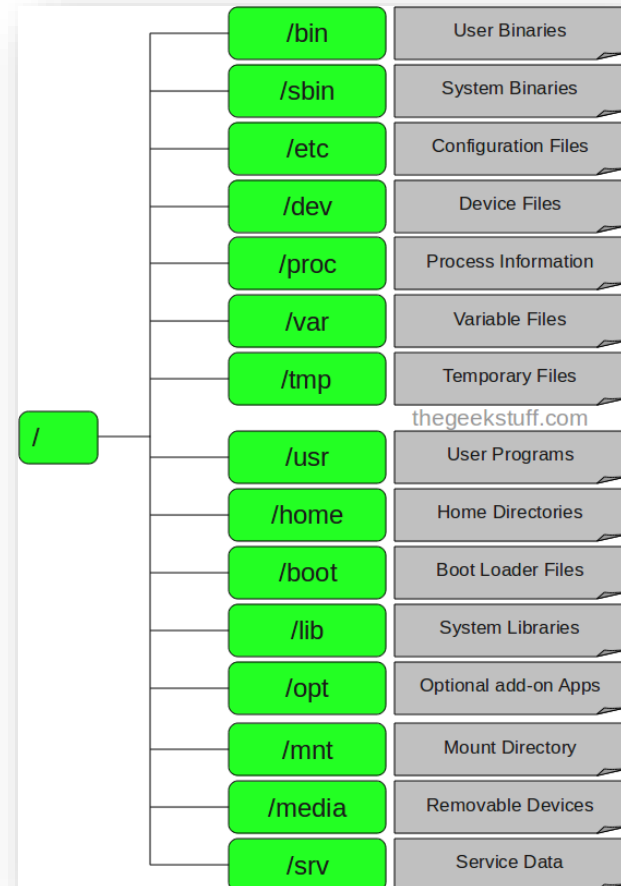 /bin User Binaries
/sbin System Binaries
/etc Configuration Files
/dev Device Files
/proc Process Information
/var Variable Files
/tmp Temporary Files
thegeekstuff.com
/
/usr User Programs
/home Home Directories
/boot Boot Loader Files
/lib System Libraries
/opt Optional add-on Apps
/mnt Mount Directory
/media Removable Devices
/srv Service Data